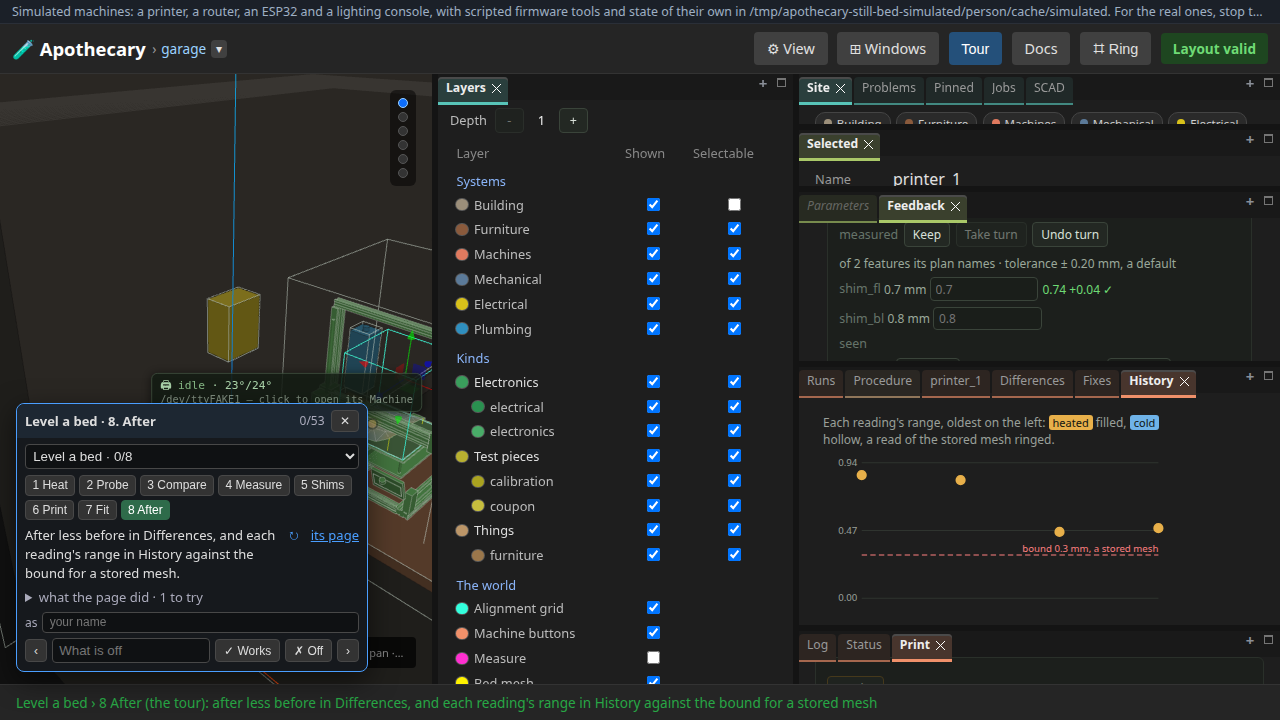 Simulated machines: a printer, a router, an ESP32 and a lighting console, with scripted firmware tools and state of their own in /tmp/apothecary-still-bed-simulated/person/cache/simulated. For the real ones, stop t...
Apothecary › garage ▾
⚙ View
⊞ Windows
Tour
Docs
Ring
Layout valid
Layers
Depth - 1 +
Layer Shown Selectable
Systems
Building
Furniture
Machines
Mechanical
Electrical
Plumbing
Kinds
Electronics
electrical
electronics
Test pieces
calibration
coupon
Things
furniture
The world
Alignment grid
Machine buttons
Measure
Bed mesh
Site Problems Pinned Jobs SCAD
Building Furniture Machines Mechanical Electrical
Selected
Name printer_1
Parameters Feedback
measured Keep Take turn Undo turn
of 2 features its plan names · tolerance ± 0.20 mm, a default
shim_fl 0.7 mm 0.7 0.74 +0.04 ✓
shim_bl 0.8 mm 0.8
seen
Runs Procedure printer_1 Differences Fixes History
Each reading's range, oldest on the left: heated filled, cold
hollow, a read of the stored mesh ringed.
0.94
0.47
bound 0.3 mm, a stored mesh
0.00
Log Status Print
idle · 23°/24°
/dev/ttyFAKE1 — click to open its Machine
pan ·...
Level a bed · 8. After 0/53 ✕
Level a bed · 0/8
1 Heat 2 Probe 3 Compare 4 Measure 5 Shims
6 Print 7 Fit 8 After
After less before in Differences, and each ↻ its page
reading's range in History against the
bound for a stored mesh.
▶ what the page did · 1 to try
as your name
‹ What is off ✓ Works ✗ Off ›
Level a bed › 8 After (the tour): after less before in Differences, and each reading's range in History against the bound for a stored mesh